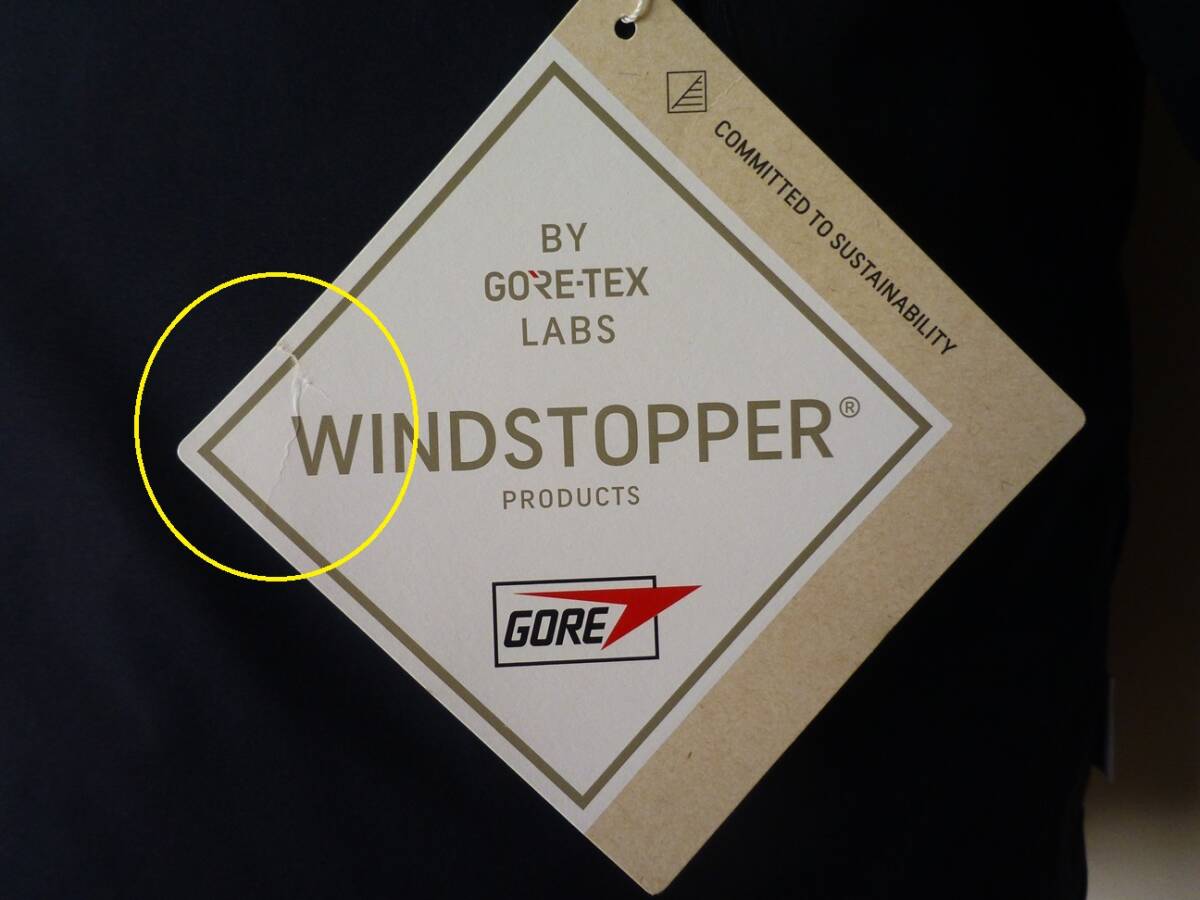 COMMITTED TO SUSTAINABILITY
BY
GORE-TEX
LABS
WINDSTOPPER®
PRODUCTS
GORE